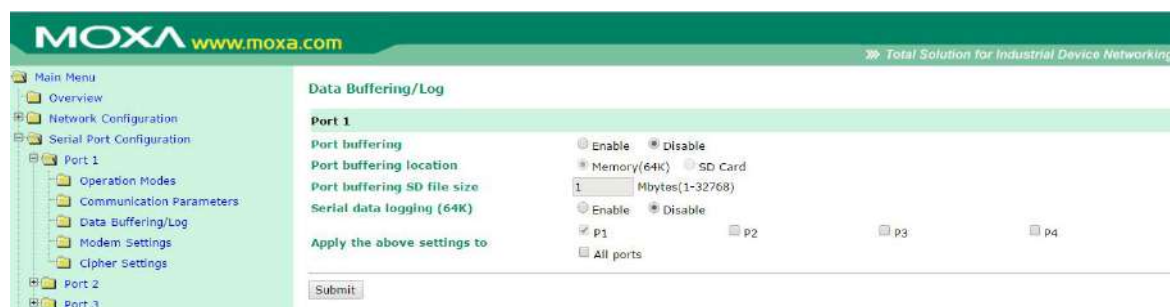 MOXA www.moxa.com
Total Solution for Industrial Device Networking
Main Menu
Overview
Network Configuration
Serial Port Configuration
Port 1
Operation Modes
Communication Parameters
Data Buffering/Log
Modem Settings
Cipher Settings
Port 2
Port 3
Data Buffering/Log
Port 1
Port buffering Enable Disable
Port buffering location Memory(64K) SD Card
Port buffering SD file size 1 Mbytes(1-32768)
Serial data logging (64K) Enable Disable
Apply the above settings to P1 P2 P3 P4
All ports
Submit